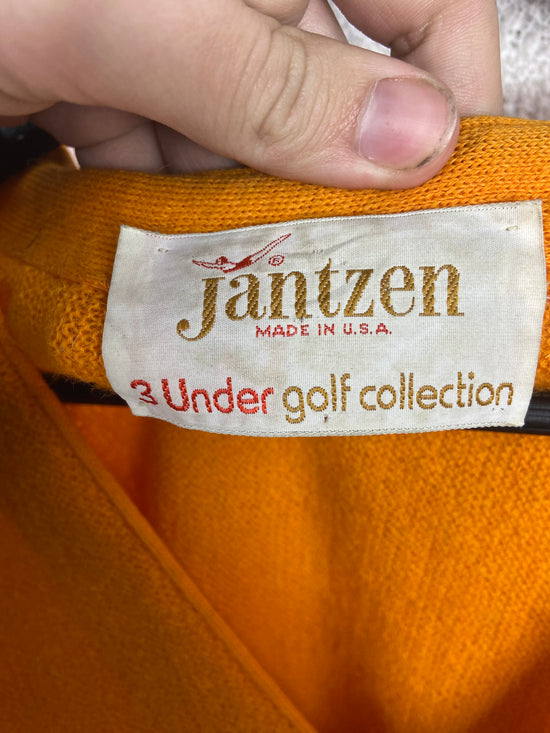 ®
Jantzen
MADE IN U.S.A.
3 Under golf collection